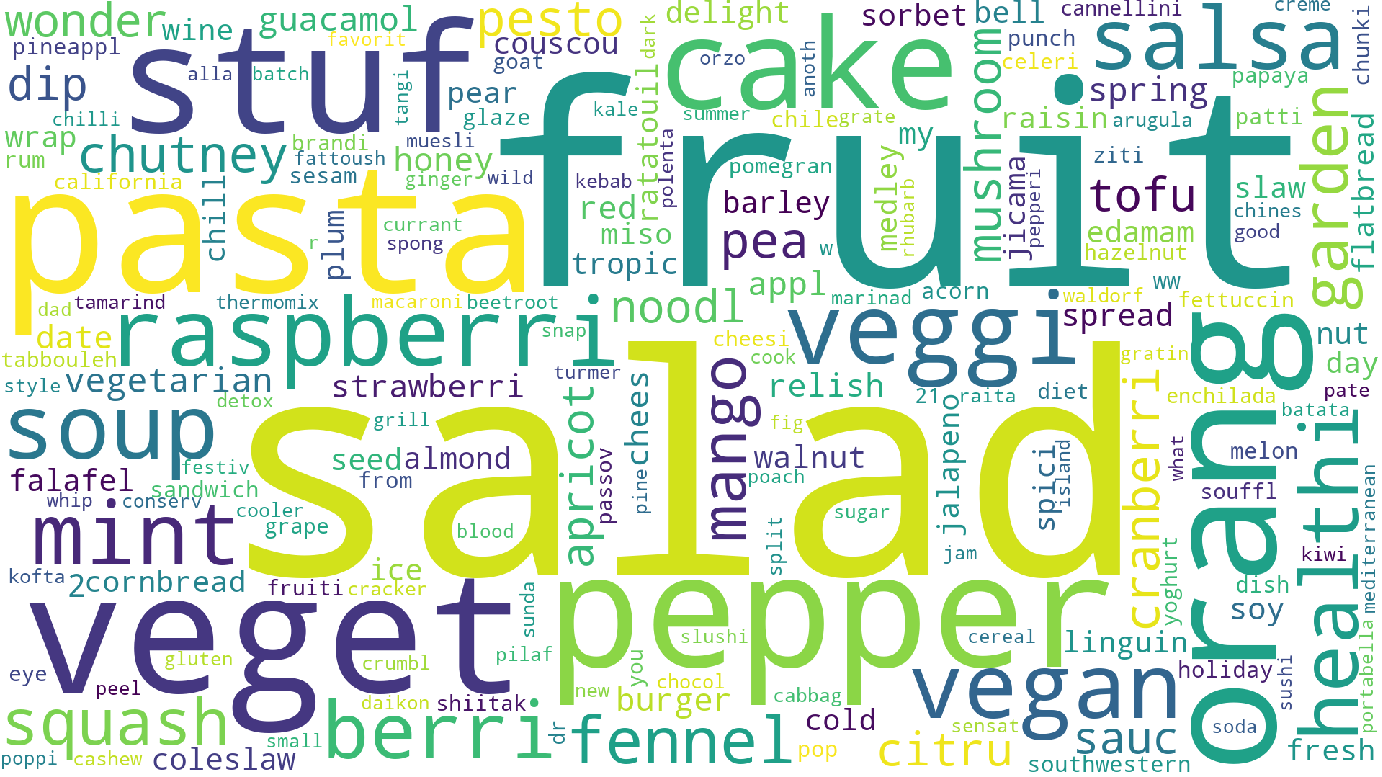 wonder
wine
guacamol
pesto
delight
sorbet
bell
cannellini
creme
pineappl
favorit
stuf
couscou
cake
dark
orzo
anoth
punch
celeri
salsa
chunki
dip
alla
batch
tangi
goat
pear
kale
summer
chile
grate
spring
papaya
chilli
brandi
muesli
glaze
ratatouil
my
mushroom
raisin
arugula
patti
wrap
rum
chutney
fattoush
sesam
honey
ginger
wild
kebab
polenta
pomegran
medley
rhubarb
ziti
garden
flatbread
california
pasta
chill
plum
currant
r
spong
red
miso
tropic
fruit
barley
pea
w
jicama
pepperi
tofu
edamam
hazelnut
slaw
chines
good
dad
tamarind
thermomix
macaroni
beetroot
noodl
appl
marinad
acorn
waldorf
ww
fettuccin
date
raspberri
snap
cheesi
cook
veggi
spread
gratin
orang
nut
tabbouleh
style
vegetarian
detox
strawberri
turmer
relish
21
raita
diet
enchilada
day
pate
batata
soup
salad
grill
apricot
pine
chees
mango
fig
walnut
poach
jalapeno
spici
island
cranberri
what
melon
healthi
mediterranean
falafel
festiv
sandwich
seed
almond
from
passov
split
sugar
souffl
whip
conserv
cooler
grape
blood
jam
yoghurt
kiwi
mint
kofta
2
cornbread
fruiti
ice
cracker
sunda
pepper
cereal
dish
soy
veget
gluten
crumbl
pilaf
you
slushi
linguin
holiday
sushi
portabella
eye
peel
daikon
shiitak
new
chocol
burger
cabbag
vegan
soda
squash
small
berri
dr
fennel
cold
pop
citru
sensat
sauc
fresh
poppi
cashew
coleslaw
southwestern